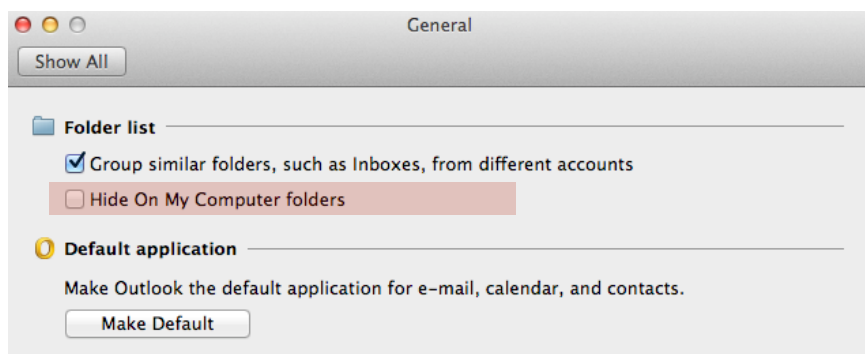 General
Show All
Folder list
Group similar folders, such as Inboxes, from different accounts
Hide On My Computer folders
Default application
Make Outlook the default application for e-mail, calendar, and contacts.
Make Default